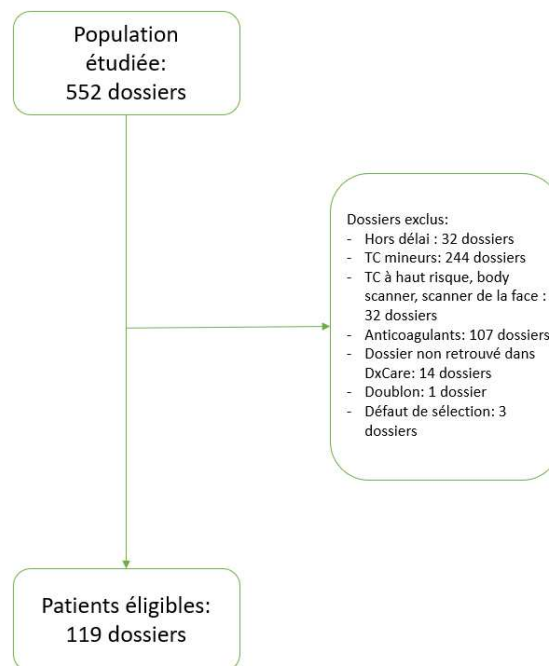 Population
étudiée:
552 dossiers
Dossiers exclus:
- Hors délai : 32 dossiers
- TC mineurs: 244 dossiers
- TC à haut risque, body
scanner, scanner de la face :
32 dossiers
- Anticoagulants: 107 dossiers
- Dossier non retrouvé dans
DxCare: 14 dossiers
- Doublon: 1 dossier
- Défaut de sélection: 3
dossiers
Patients éligibles:
119 dossiers